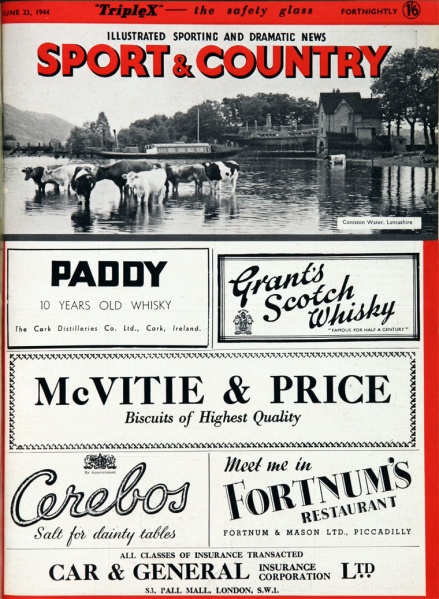 JUNE 23, 1944
"TripleX" — the safety glass
FORTNIGHTLY
1/6
ILLUSTRATED SPORTING AND DRAMATIC NEWS
SPORT & COUNTRY
Coniston Water, Lancashire
PADDY
10 YEARS OLD WHISKY
The Cork Distilleries Co. Ltd., Cork, Ireland.
Grant's
Scotch
Whisky
"FAMOUS FOR HALF A CENTURY"
McVITIE & PRICE
Biscuits of Highest Quality
By Appointment
Cerebos
Salt for dainty tables
Meet me in
FORTNUM'S
RESTAURANT
FORTNUM & MASON LTD., PICCADILLY
ALL CLASSES OF INSURANCE TRANSACTED
CAR & GENERAL INSURANCE CORPORATION LTD
83, PALL MALL, LONDON, S.W.1.